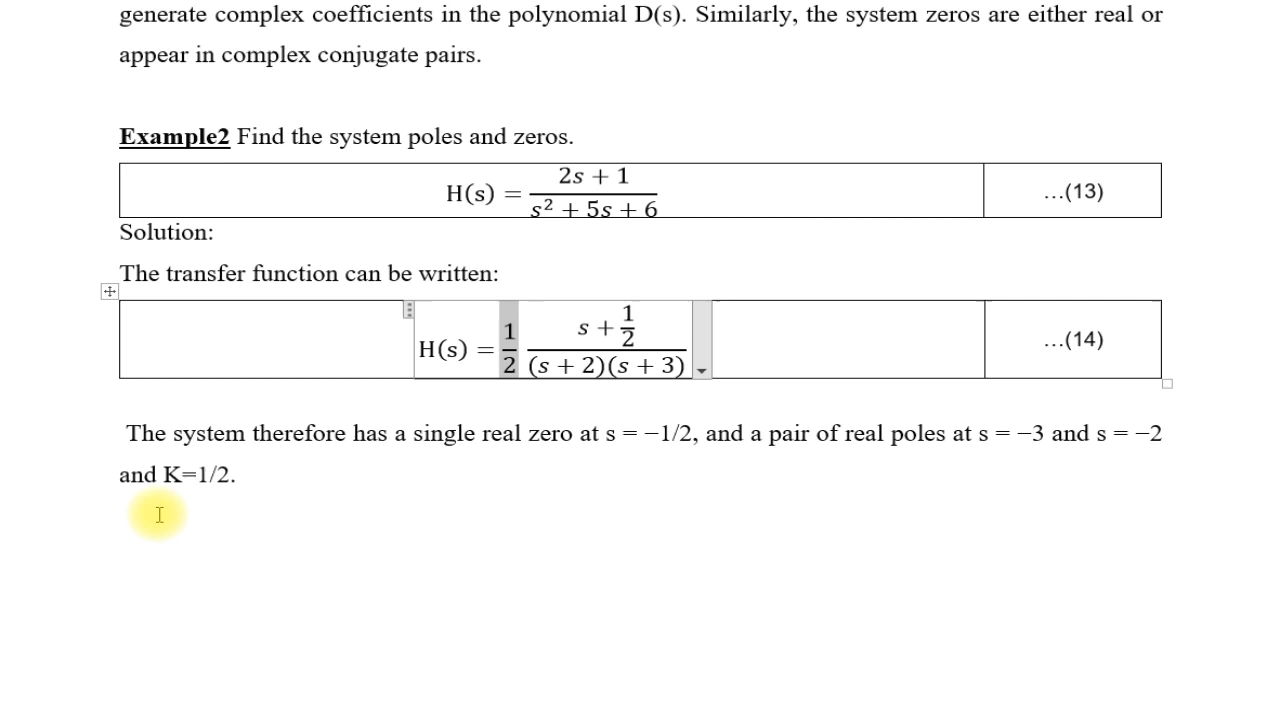 generate complex coefficients in the polynomial D(s). Similarly, the system zeros are either real or
appear in complex conjugate pairs.
Example2 Find the system poles and zeros.
H(s) = (2s + 1)/(s² + 5s + 6) ...(13)
Solution:
The transfer function can be written:
H(s) = 1/2 (s + 1/2)/((s + 2)(s + 3)) ...(14)
The system therefore has a single real zero at s = −1/2, and a pair of real poles at s = −3 and s = −2
and K=1/2.